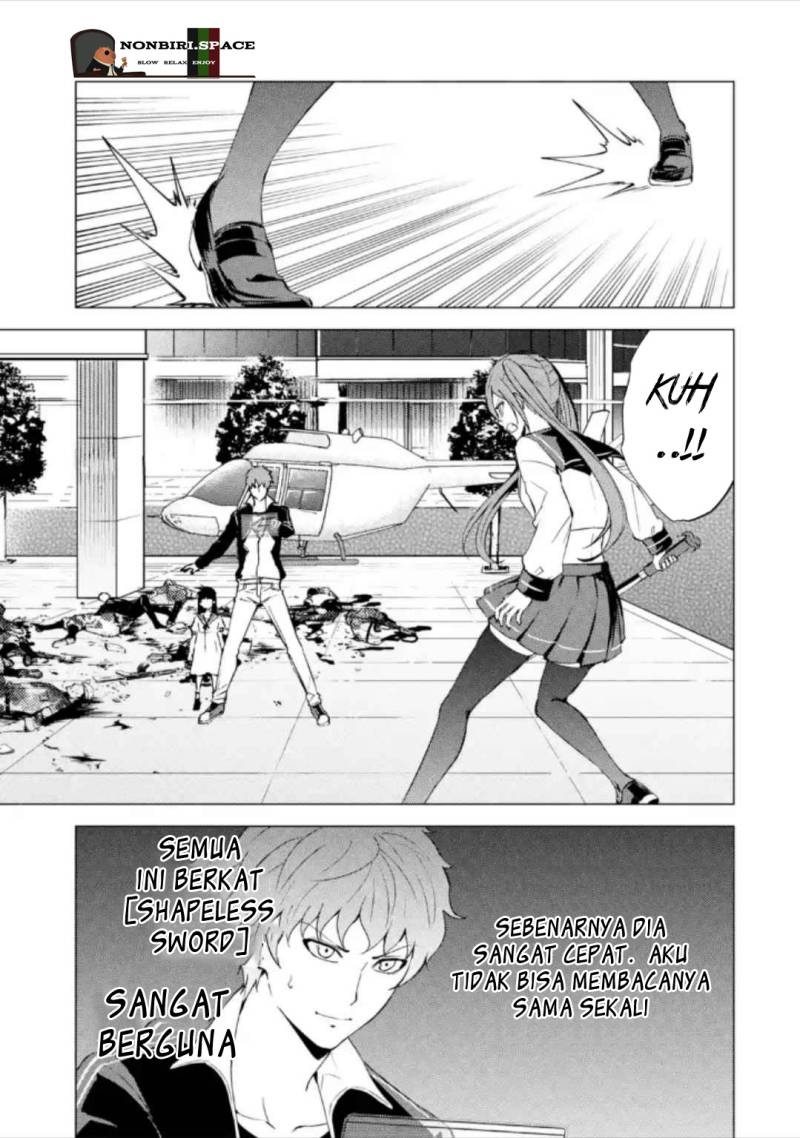 NONBIRI.SPACE
SLOW RELAX ENJOY
KUH
..!!
SEMUA
INI BERKAT
[SHAPELESS
SWORD]
SANGAT
BERGUNA
SEBENARNYA DIA
SANGAT CEPAT. AKU
TIDAK BISA MEMBACANYA
SAMA SEKALI